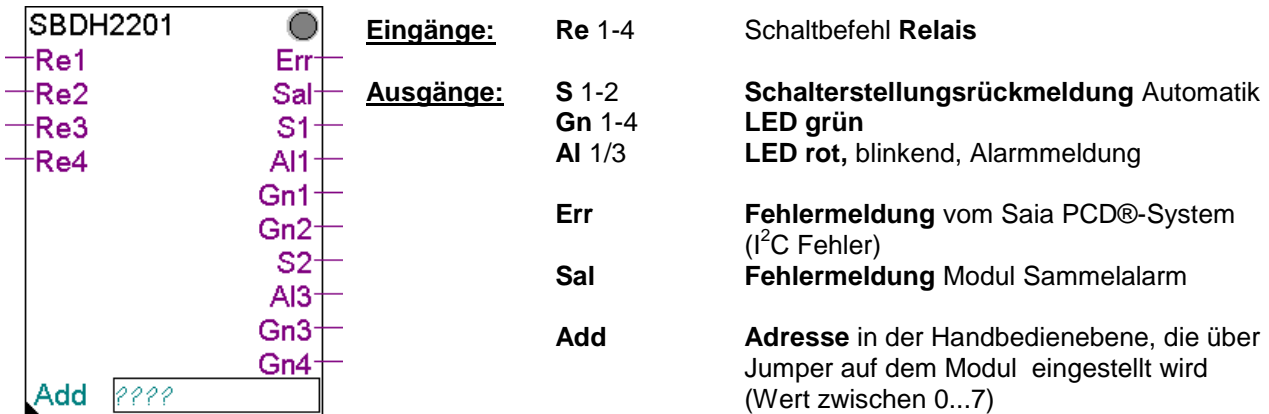 SBDH2201
Re1 Err
Re2 Sal
Re3 S1
Re4 Al1
Gn1
Gn2
S2
Al3
Gn3
Gn4
Add ????
Eingänge: Re 1-4 Schaltbefehl Relais
Ausgänge: S 1-2 Schalterstellungsrückmeldung Automatik
Gn 1-4 LED grün
Al 1/3 LED rot, blinkend, Alarmmeldung
Err Fehlermeldung vom Saia PCD®-System
(I²C Fehler)
Sal Fehlermeldung Modul Sammelalarm
Add Adresse in der Handbedienebene, die über
Jumper auf dem Modul eingestellt wird
(Wert zwischen 0...7)